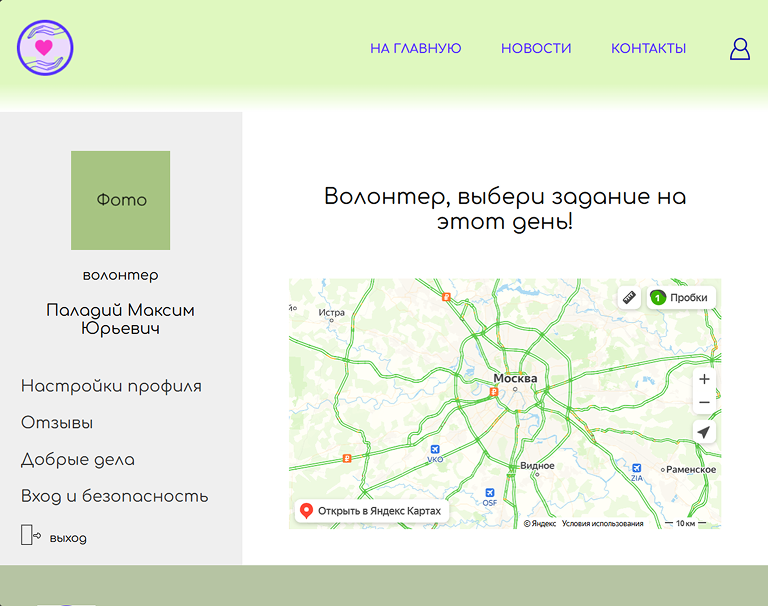 НА ГЛАВНУЮ
НОВОСТИ
КОНТАКТЫ
Фото
волонтер
Паладий Максим
Юрьевич
Настройки профиля
Отзывы
Добрые дела
Вход и безопасность
выход
Волонтер, выбери задание на
этот день!
1 Пробки
Истра
Москва
VKO
Видное
ZIA
Раменское
OSF
Открыть в Яндекс Картах
© Яндекс Условия использования
10 км